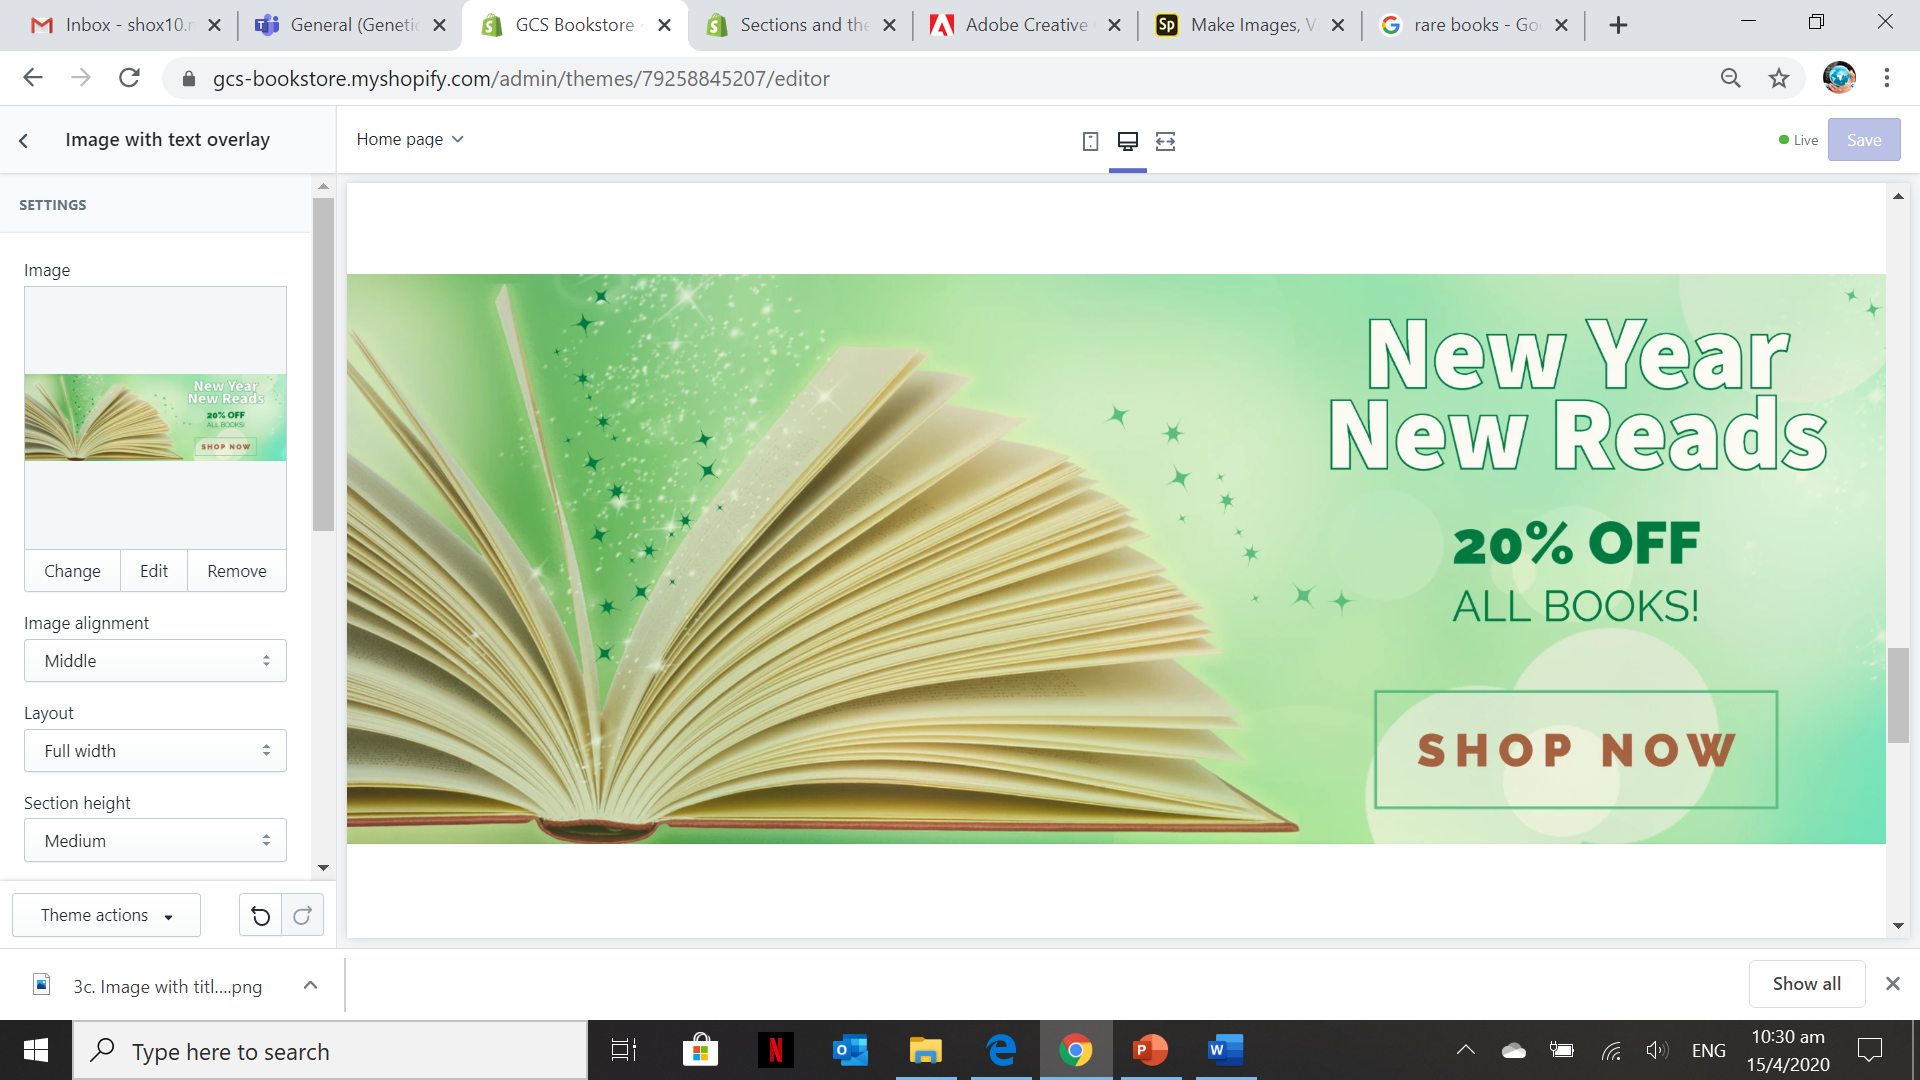 Inbox - shox10.n
General (Genetic
GCS Bookstore
Sections and the
Adobe Creative
Make Images, V
rare books - Goo
gcs-bookstore.myshopify.com/admin/themes/79258845207/editor
Image with text overlay
Home page
Live
Save
SETTINGS
Image
New Year
New Reads
20% OFF
ALL BOOKS!
SHOP NOW
Change
Edit
Remove
Image alignment
Middle
Layout
Full width
Section height
Medium
Theme actions
New Year
New Reads
20% OFF
ALL BOOKS!
SHOP NOW
3c. Image with titl....png
Show all
Type here to search
ENG
10:30 am
15/4/2020